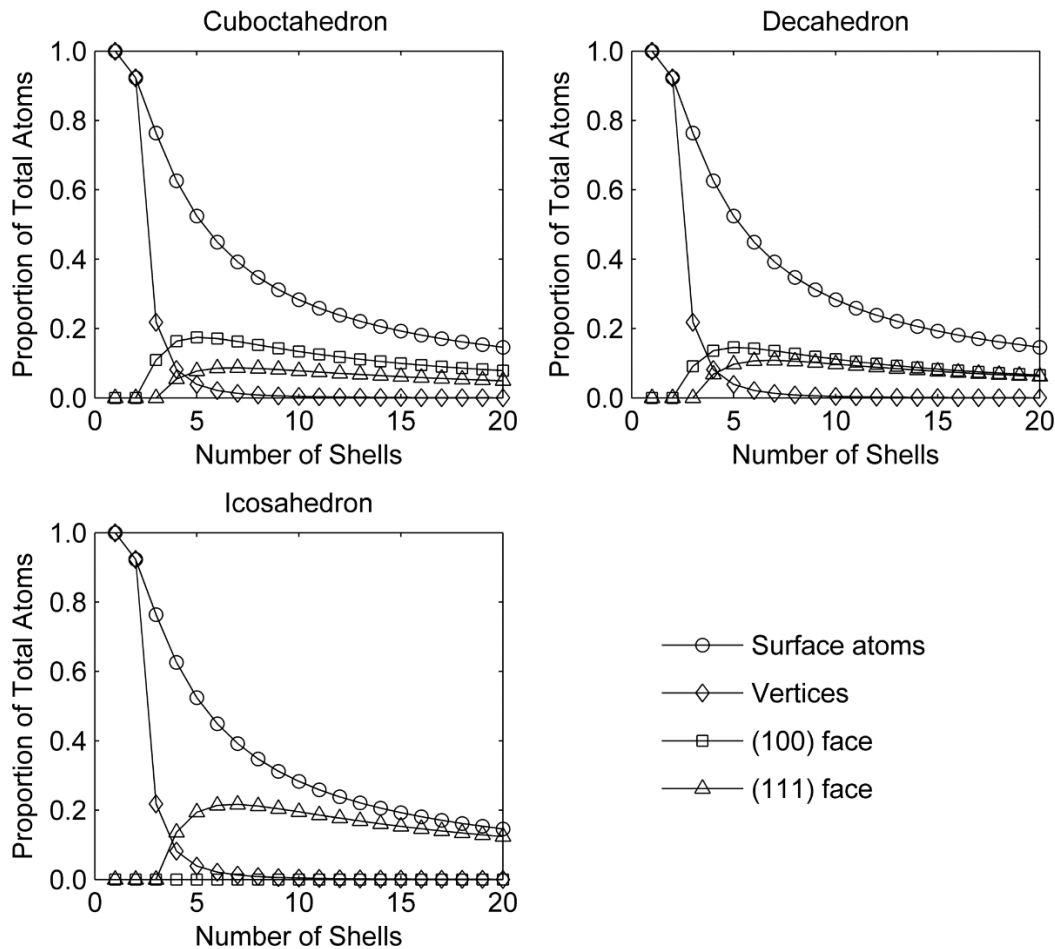 Cuboctahedron
Proportion of Total Atoms
1.0
0.8
0.6
0.4
0.2
0.0
0 5 10 15 20
Number of Shells
Decahedron
Proportion of Total Atoms
1.0
0.8
0.6
0.4
0.2
0.0
0 5 10 15 20
Number of Shells
Icosahedron
Proportion of Total Atoms
1.0
0.8
0.6
0.4
0.2
0.0
0 5 10 15 20
Number of Shells
Surface atoms
Vertices
(100) face
(111) face